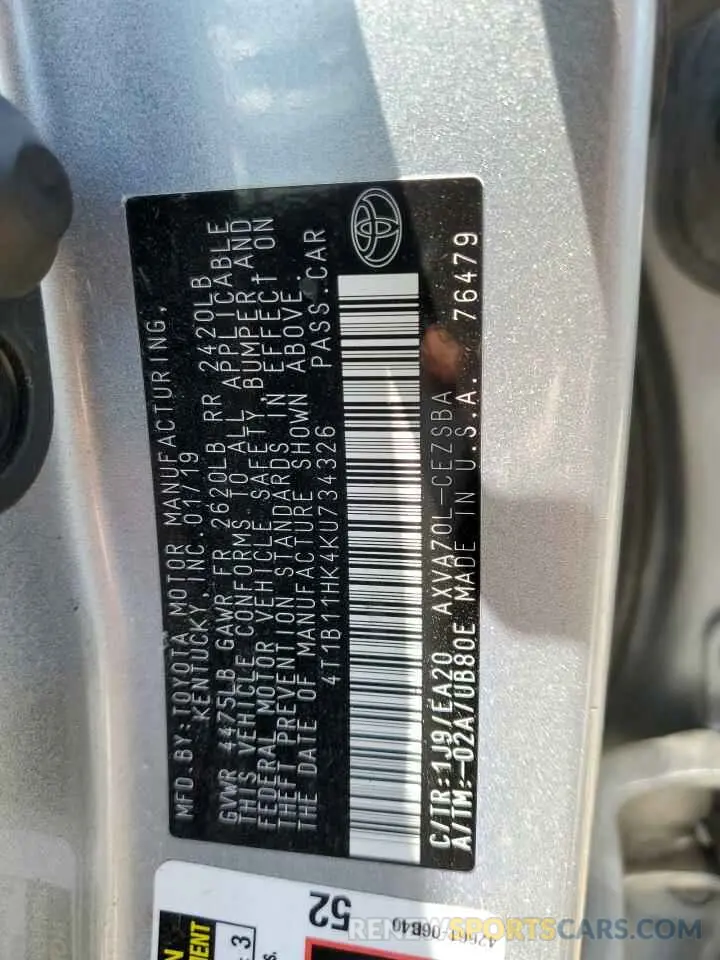 MFD. BY: TOYOTA MOTOR MANUFACTURING,
KENTUCKY, INC. 01/19
GVWR 4475LB GAWR FR 2620LB RR 2420LB
THIS VEHICLE CONFORMS TO ALL APPLICABLE
FEDERAL MOTOR VEHICLE SAFETY, BUMPER AND
THEFT PREVENTION STANDARDS IN EFFECT ON
THE DATE OF MANUFACTURE SHOWN ABOVE.
4T1B11HK4KU734326 PASS.CAR
C/TR:1J9/EA20 AXVA70L-CEZSBA
A/TM:-02A/UB80E MADE IN U.S.A. 76479
52
42661-06B40
3
RENEWSPORTSCARS.COM